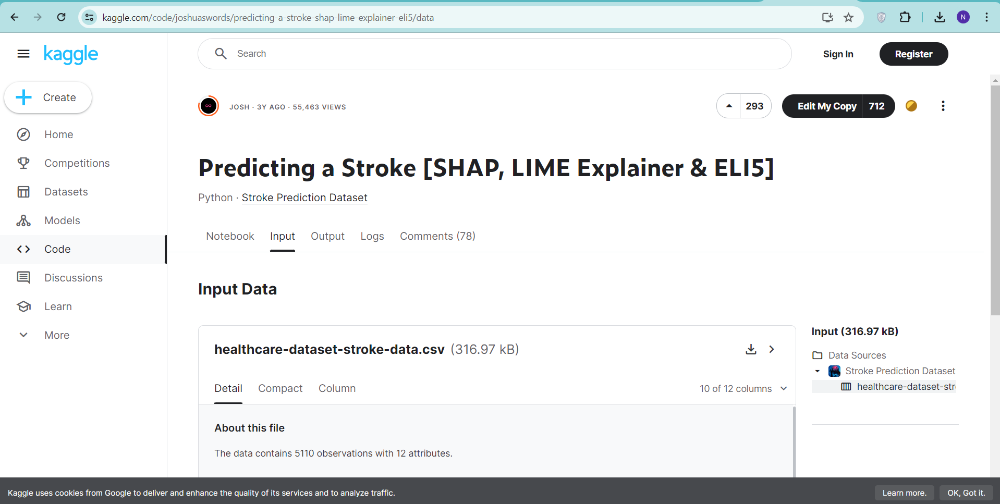 kaggle.com/code/joshuaswords/predicting-a-stroke-shap-lime-explainer-eli5/data
N
kaggle
Search
Sign In
Register
Create
JOSH · 3Y AGO · 55,463 VIEWS
293
Edit My Copy
712
Home
Competitions
Datasets
Models
Code
Discussions
Learn
More
Predicting a Stroke [SHAP, LIME Explainer & ELI5]
Python · Stroke Prediction Dataset
Notebook
Input
Output
Logs
Comments (78)
Input Data
healthcare-dataset-stroke-data.csv (316.97 kB)
Detail
Compact
Column
10 of 12 columns
About this file
The data contains 5110 observations with 12 attributes.
Input (316.97 kB)
Data Sources
Stroke Prediction Dataset
healthcare-dataset-str
Kaggle uses cookies from Google to deliver and enhance the quality of its services and to analyze traffic.
Learn more.
OK, Got it.